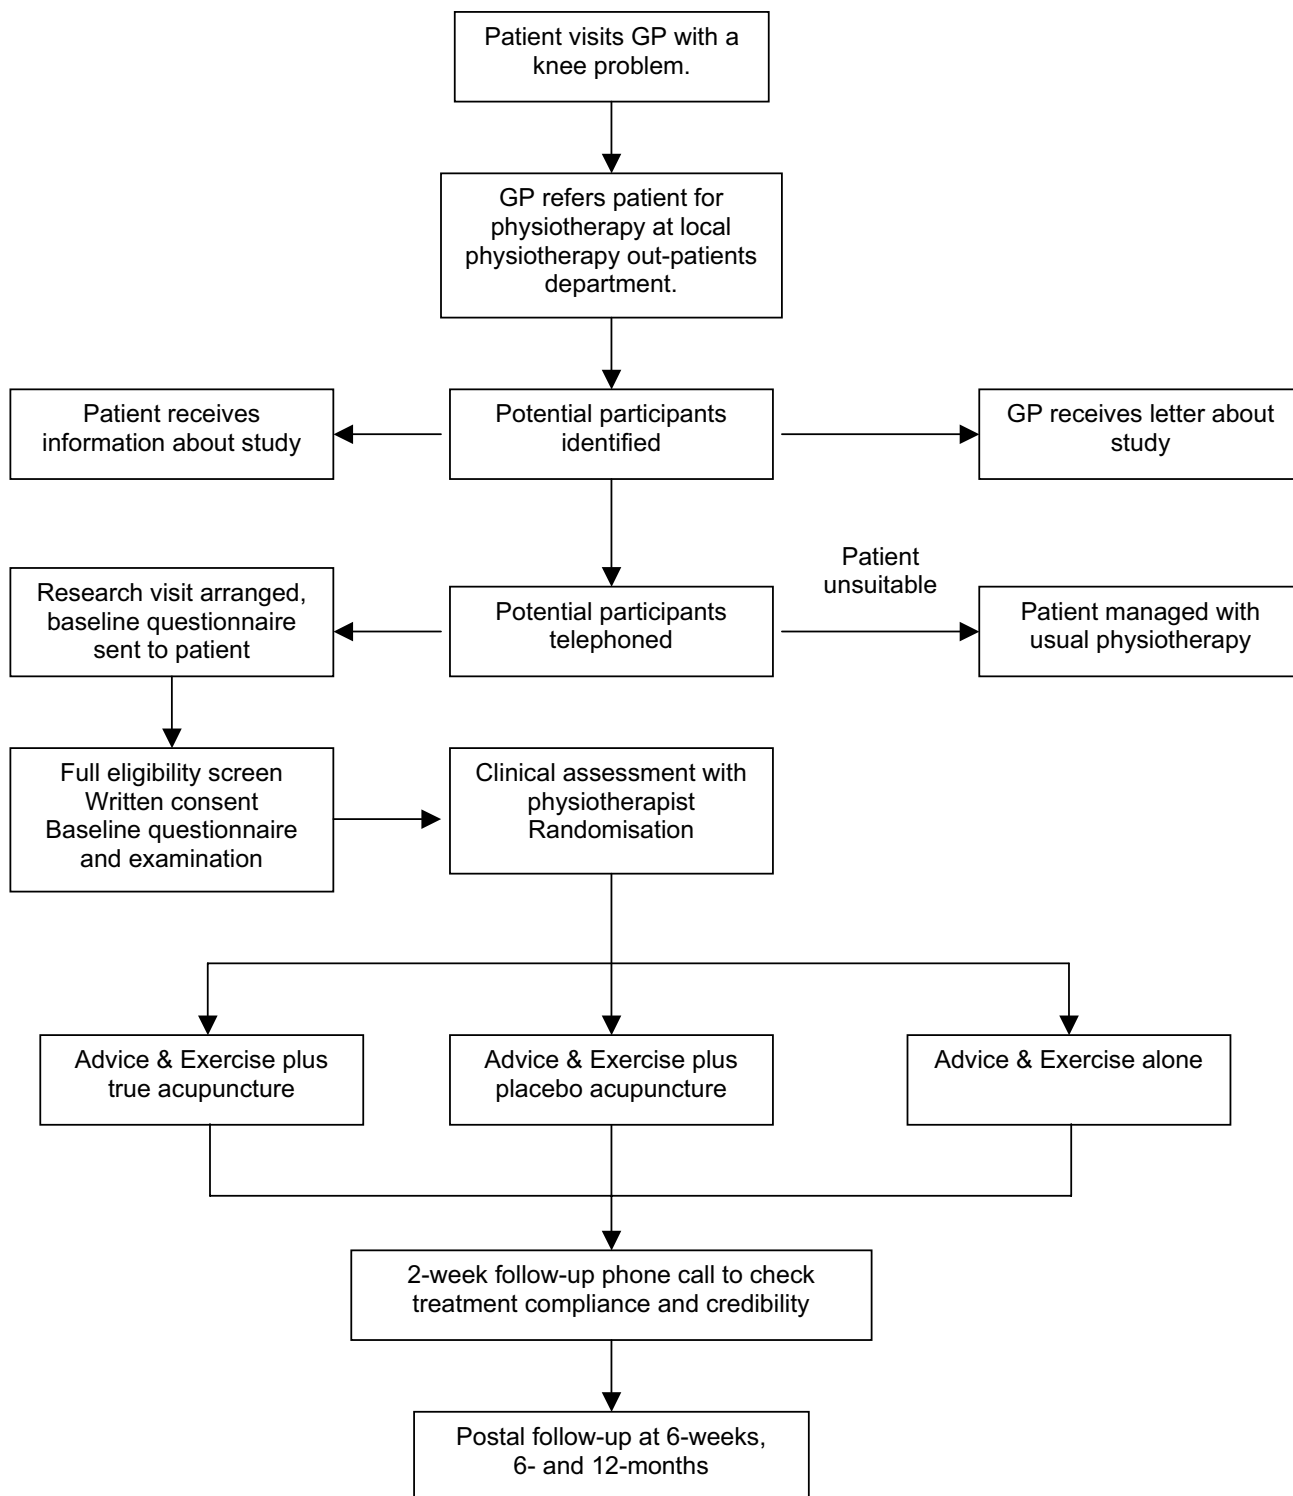 Patient visits GP with a
knee problem.
GP refers patient for
physiotherapy at local
physiotherapy out-patients
department.
Patient receives
information about study
Potential participants
identified
GP receives letter about
study
Patient
unsuitable
Research visit arranged,
baseline questionnaire
sent to patient
Potential participants
telephoned
Patient managed with
usual physiotherapy
Full eligibility screen
Written consent
Baseline questionnaire
and examination
Clinical assessment with
physiotherapist
Randomisation
Advice & Exercise plus
true acupuncture
Advice & Exercise plus
placebo acupuncture
Advice & Exercise alone
2-week follow-up phone call to check
treatment compliance and credibility
Postal follow-up at 6-weeks,
6- and 12-months